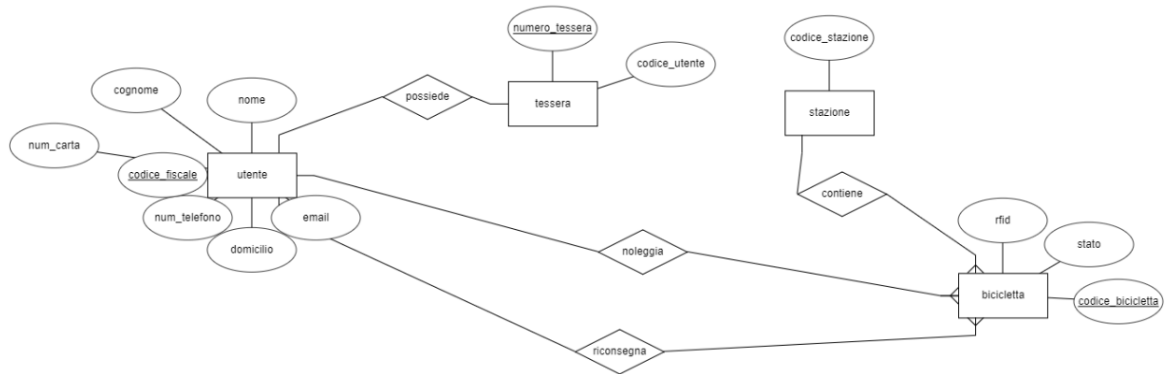 numero_tessera
codice_stazione
codice_utente
cognome
nome
possiede
tessera
stazione
num_carta
codice_fiscale
utente
contiene
num_telefono
email
rfid
stato
domicilio
noleggia
bicicletta
codice_bicicletta
riconsegna